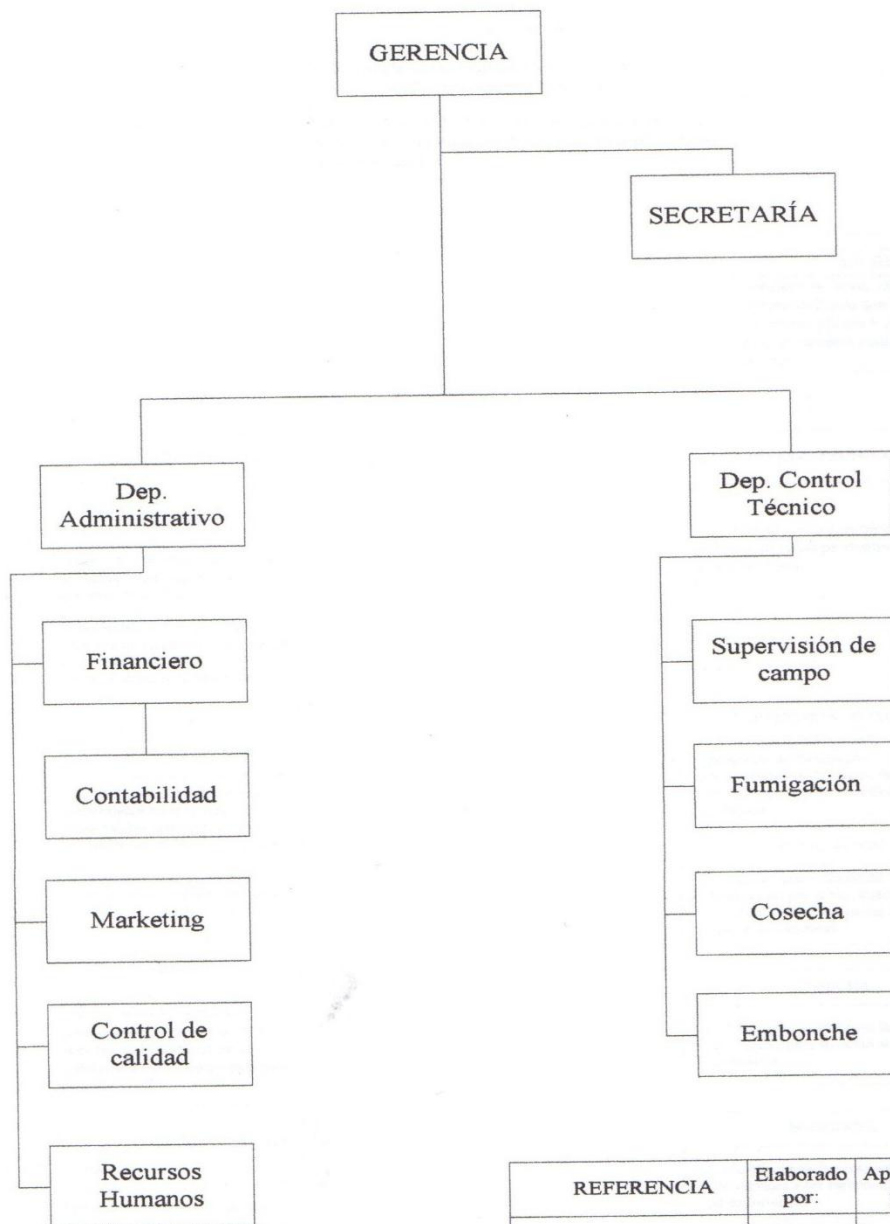 GERENCIA
SECRETARÍA
Dep.
Administrativo
Dep. Control
Técnico
Financiero
Supervisión de
campo
Contabilidad
Fumigación
Marketing
Cosecha
Control de
calidad
Embonche
Recursos
Humanos
REFERENCIA
Elaborado
por: